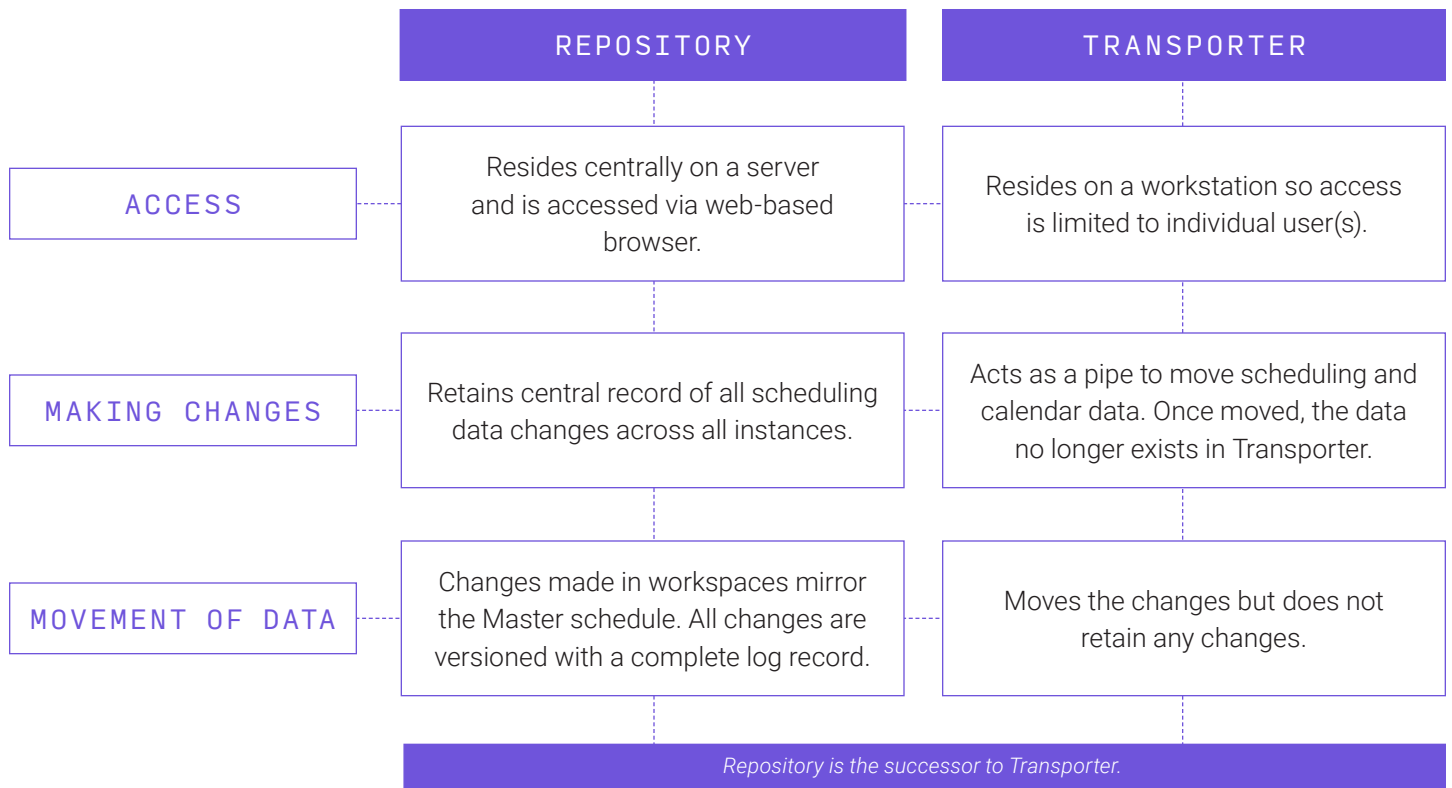 REPOSITORY
TRANSPORTER
ACCESS
Resides centrally on a server
and is accessed via web-based
browser.
Resides on a workstation so access
is limited to individual user(s).
MAKING CHANGES
Retains central record of all scheduling
data changes across all instances.
Acts as a pipe to move scheduling and
calendar data. Once moved, the data
no longer exists in Transporter.
MOVEMENT OF DATA
Changes made in workspaces mirror
the Master schedule. All changes are
versioned with a complete log record.
Moves the changes but does not
retain any changes.
Repository is the successor to Transporter.